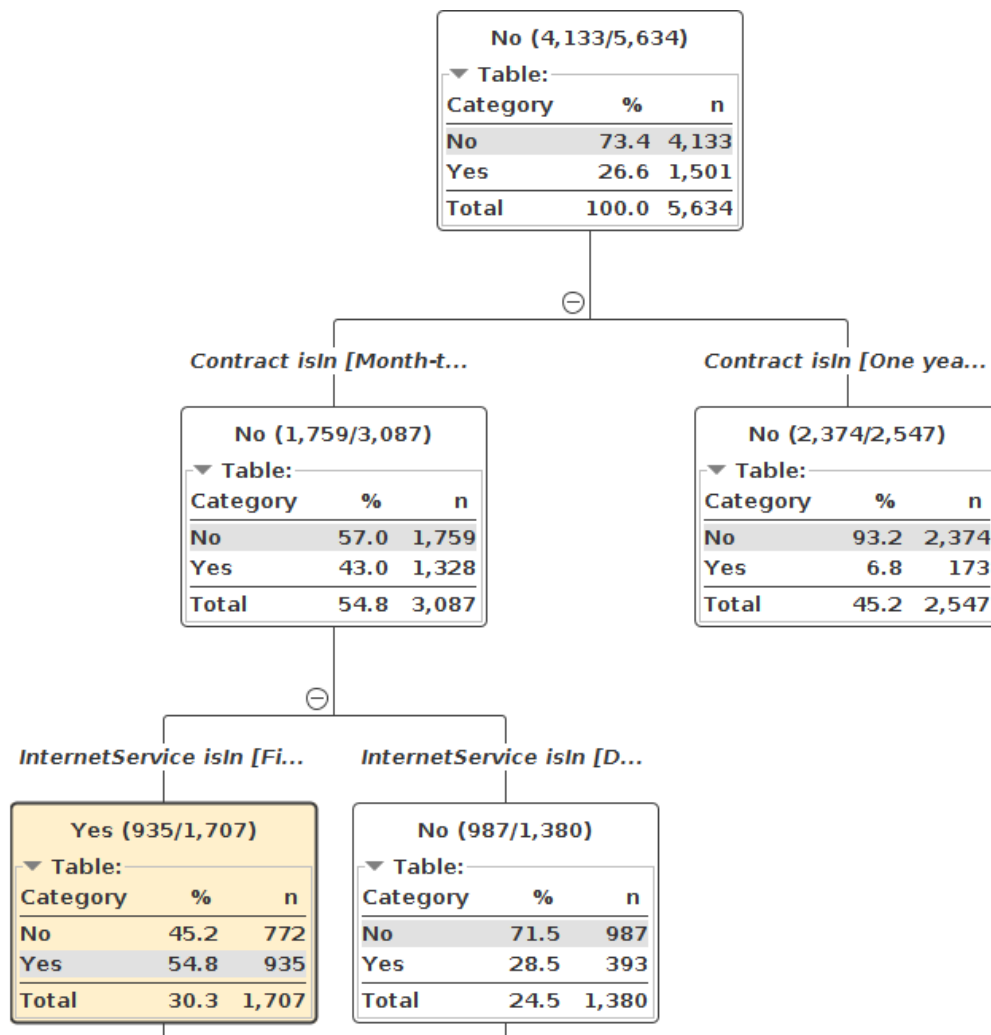 No (4,133/5,634)
Table:
Category % n
No 73.4 4,133
Yes 26.6 1,501
Total 100.0 5,634
Contract isIn [Month-t...
Contract isIn [One yea...
No (1,759/3,087)
Table:
Category % n
No 57.0 1,759
Yes 43.0 1,328
Total 54.8 3,087
No (2,374/2,547)
Table:
Category % n
No 93.2 2,374
Yes 6.8 173
Total 45.2 2,547
InternetService isIn [Fi...
InternetService isIn [D...
Yes (935/1,707)
Table:
Category % n
No 45.2 772
Yes 54.8 935
Total 30.3 1,707
No (987/1,380)
Table:
Category % n
No 71.5 987
Yes 28.5 393
Total 24.5 1,380